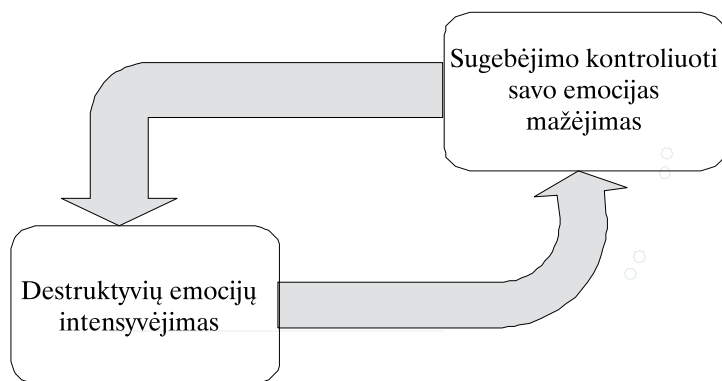 Sugebėjimo kontroliuoti
savo emocijas
mažėjimas
Destruktyvių emocijų
intensyvėjimas